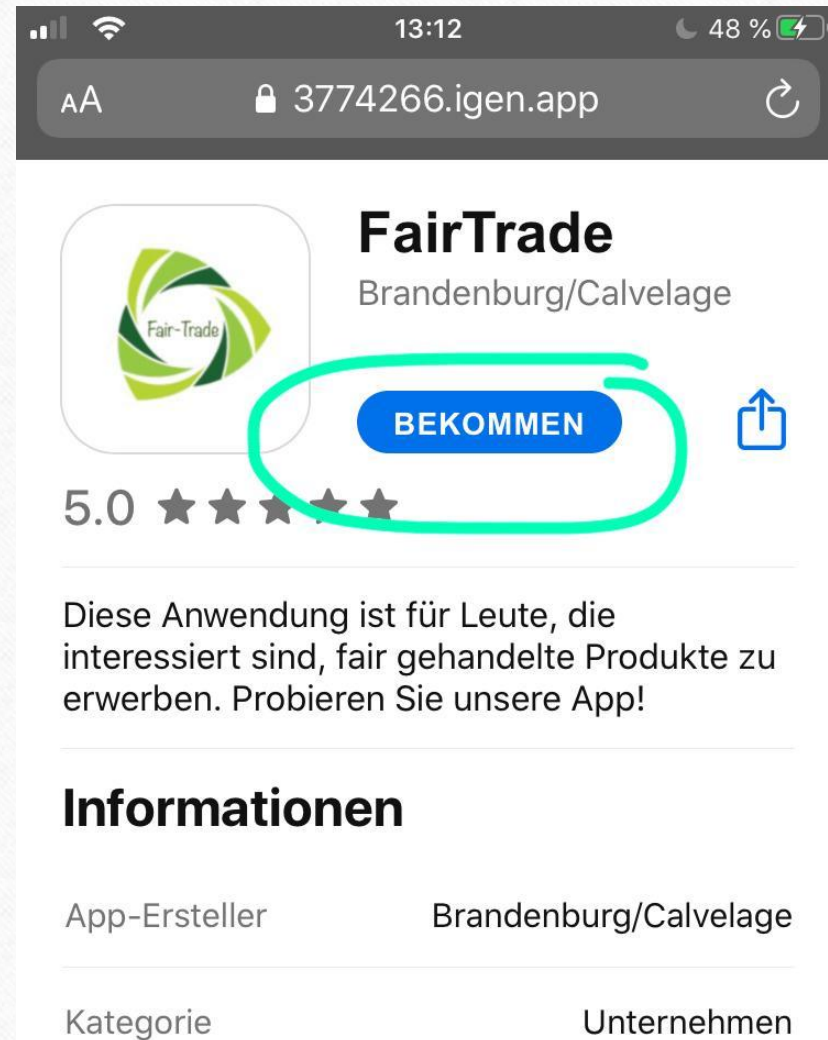 13:12
48 %
AA
3774266.igen.app
FairTrade
Brandenburg/Calvelage
Fair-Trade
BEKOMMEN
5.0
Diese Anwendung ist für Leute, die
interessiert sind, fair gehandelte Produkte zu
erwerben. Probieren Sie unsere App!
Informationen
App-Ersteller Brandenburg/Calvelage
Kategorie Unternehmen